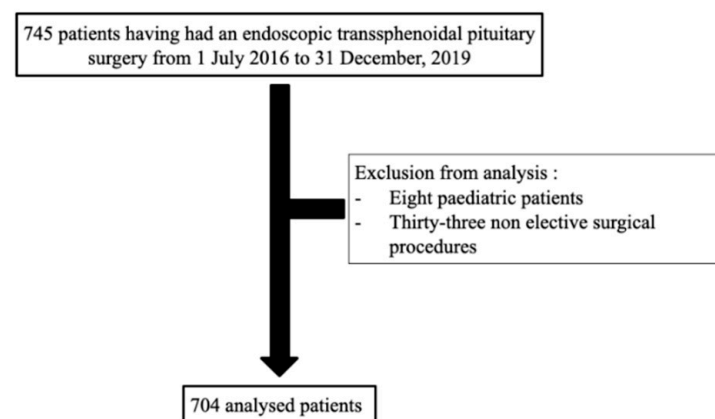 745 patients having had an endoscopic transsphenoidal pituitary
surgery from 1 July 2016 to 31 December, 2019
Exclusion from analysis :
- Eight paediatric patients
- Thirty-three non elective surgical
procedures
704 analysed patients